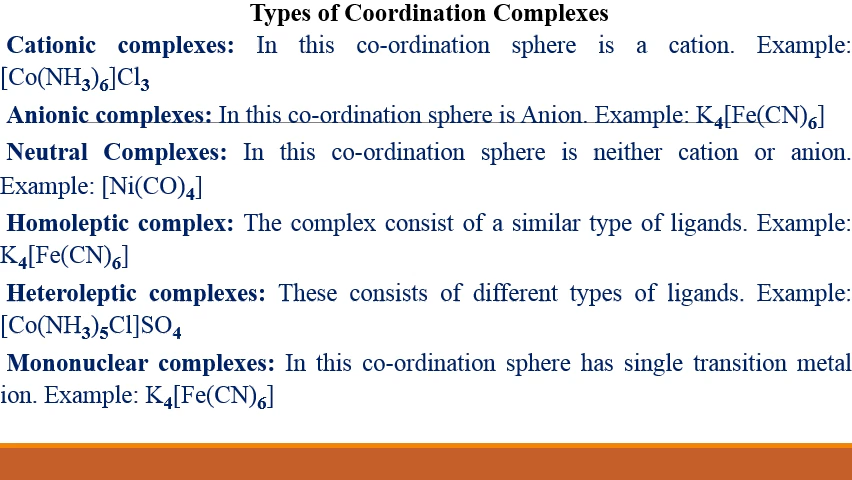 Types of Coordination Complexes
Cationic complexes: In this co-ordination sphere is a cation. Example:
[Co(NH₃)₆]Cl₃
Anionic complexes: In this co-ordination sphere is Anion. Example: K₄[Fe(CN)₆]
Neutral Complexes: In this co-ordination sphere is neither cation or anion.
Example: [Ni(CO)₄]
Homoleptic complex: The complex consist of a similar type of ligands. Example:
K₄[Fe(CN)₆]
Heteroleptic complexes: These consists of different types of ligands. Example:
[Co(NH₃)₅Cl]SO₄
Mononuclear complexes: In this co-ordination sphere has single transition metal
ion. Example: K₄[Fe(CN)₆]